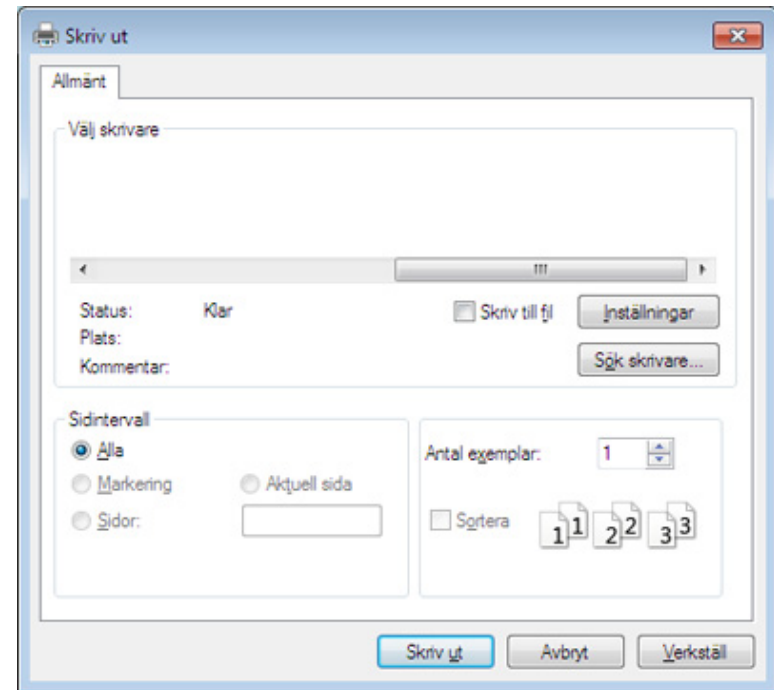 Skriv ut
Allmänt
Välj skrivare
Status: Klar
Skriv till fil
Inställningar
Plats:
Kommentar:
Sök skrivare...
Sidintervall
Alla
Markering
Aktuell sida
Sidor:
Antal exemplar: 1
Sortera
1 1 2 2 3 3
Skriv ut
Avbryt
Verkställ